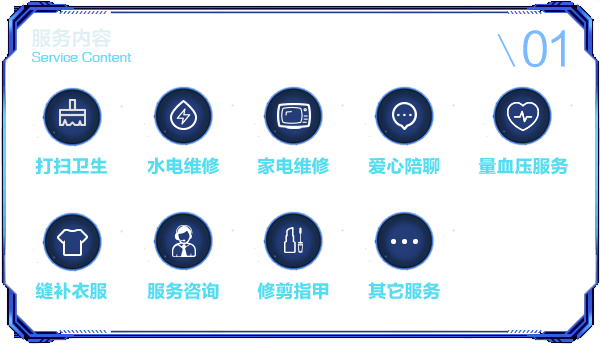 服务内容
Service Content
\01
打扫卫生
水电维修
家电维修
爱心陪聊
量血压服务
缝补衣服
服务咨询
修剪指甲
其它服务